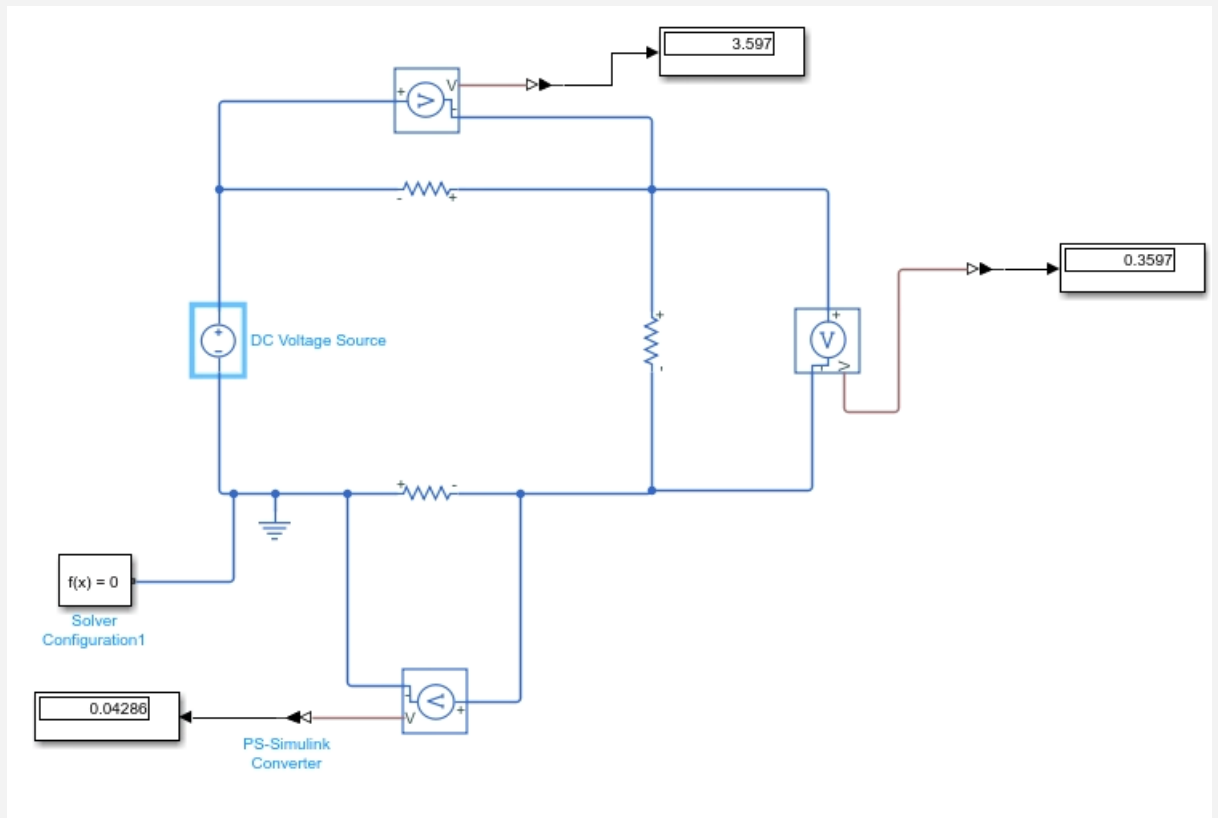 3.597
+
V
-
V
-
+
0.3597
+
+
V
+
-
DC Voltage Source
-
V
+
-
f(x) = 0
Solver
Configuration1
0.04286
-
V
+
V
PS-Simulink
Converter